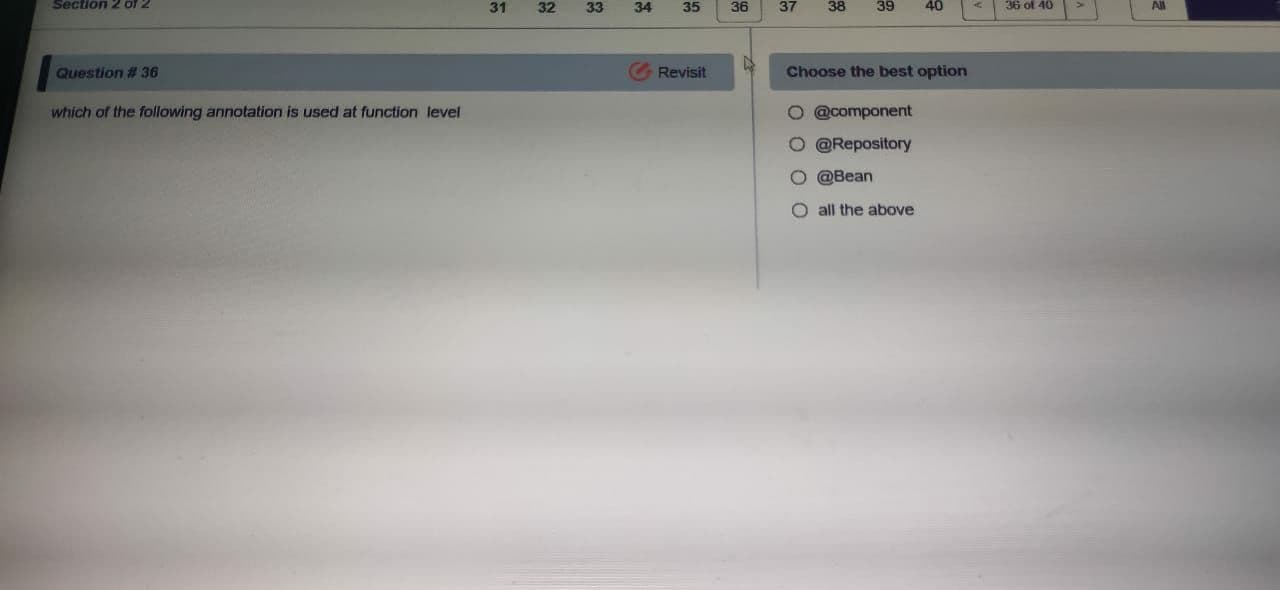 Section 2 of 2
31 32 33 34 35 36 37 38 39 40 < 36 of 40 > All
Question # 36
Revisit
which of the following annotation is used at function level
Choose the best option
@component
@Repository
@Bean
all the above